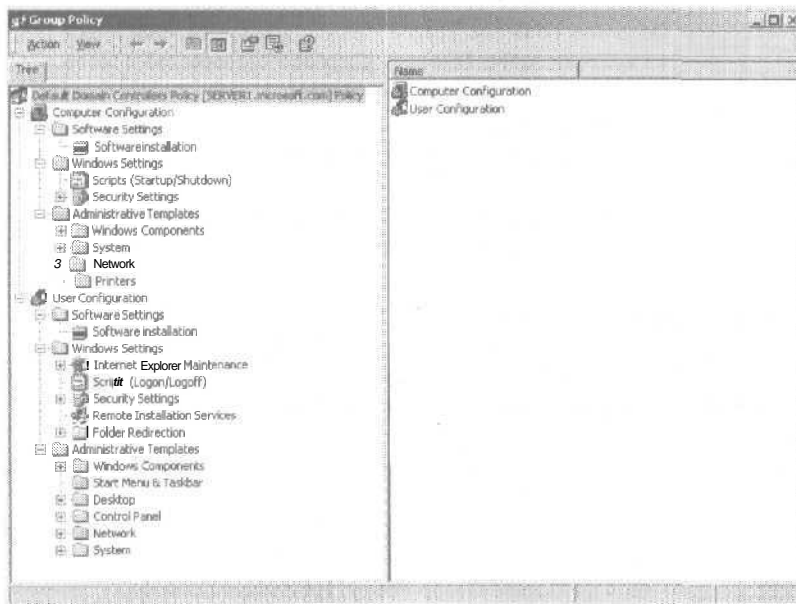 Group Policy
Action View
Tree
Name
Default Domain Controllers Policy [SERVER1.microsoft.com] Policy
Computer Configuration
Software Settings
Softwareinstallation
Windows Settings
Scripts (Startup/Shutdown)
Security Settings
Administrative Templates
Windows Components
System
3 Network
Printers
User Configuration
Software Settings
Software installation
Windows Settings
Internet Explorer Maintenance
Scritit (Logon/Logoff)
Security Settings
Remote Installation Services
Folder Redirection
Administrative Templates
Windows Components
Start Menu & Taskbar
Desktop
Control Panel
Network
System
Computer Configuration
User Configuration